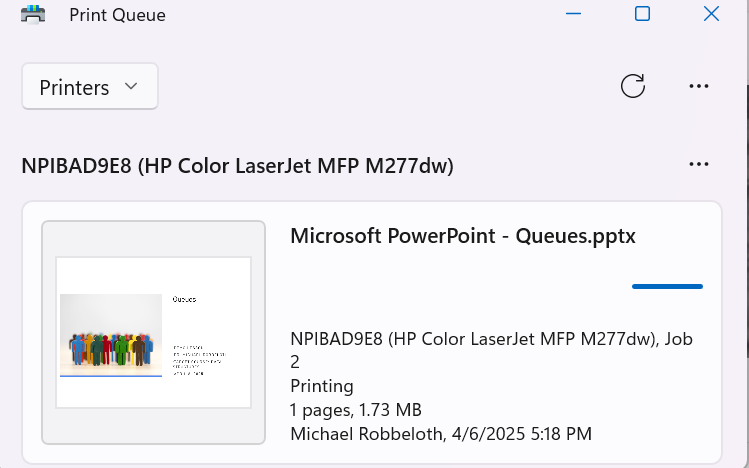 Print Queue
Printers
NPIBAD9E8 (HP Color LaserJet MFP M277dw)
Microsoft PowerPoint - Queues.pptx
Queues
NPIBAD9E8 (HP Color LaserJet MFP M277dw), Job
2
Printing
1 pages, 1.73 MB
Michael Robbeloth, 4/6/2025 5:18 PM